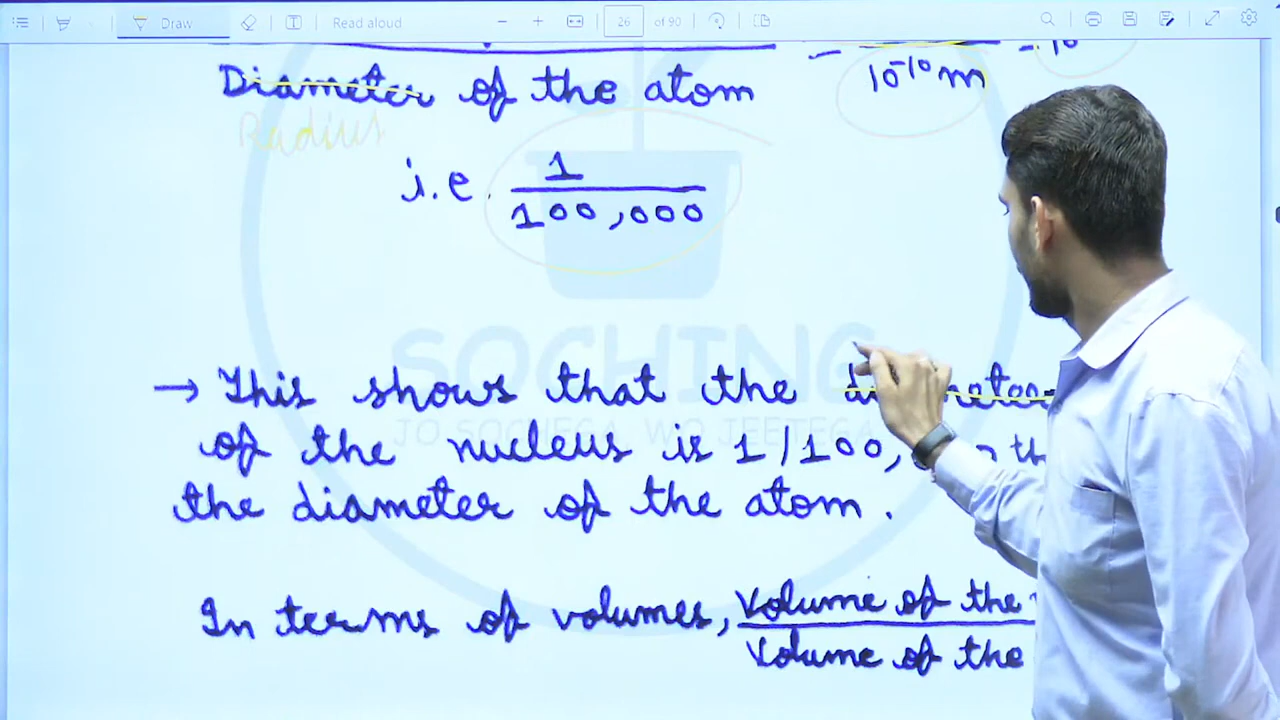 Draw
Read aloud
26 of 90
Diameter of the atom
10⁻¹⁰ m
Radius
i.e. 1
100,000
SOCHING
→ This shows that the diameter
JO SOCHEGA, WO JEETEGA
of the nucleus is 1/100,
the diameter of the atom.
In terms of volumes, Volume of the
Volume of the